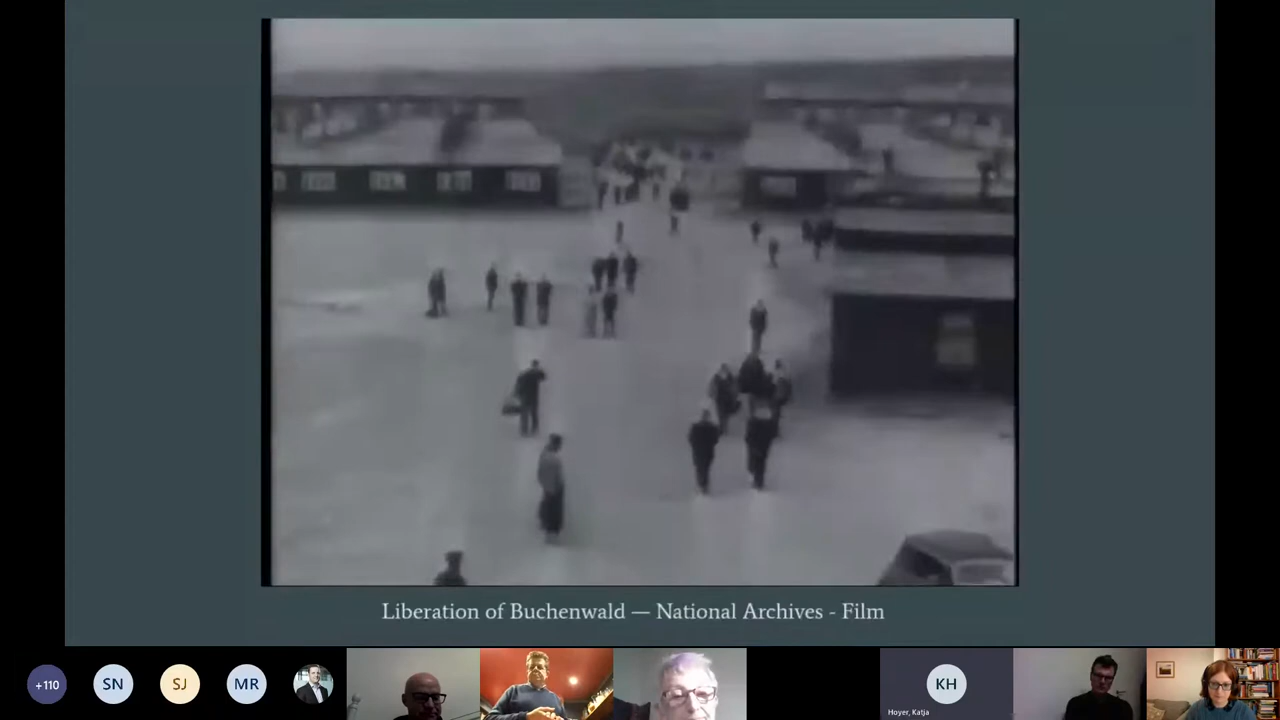 Liberation of Buchenwald — National Archives - Film
+110
SN
SJ
MR
KH
Hoyer, Katja